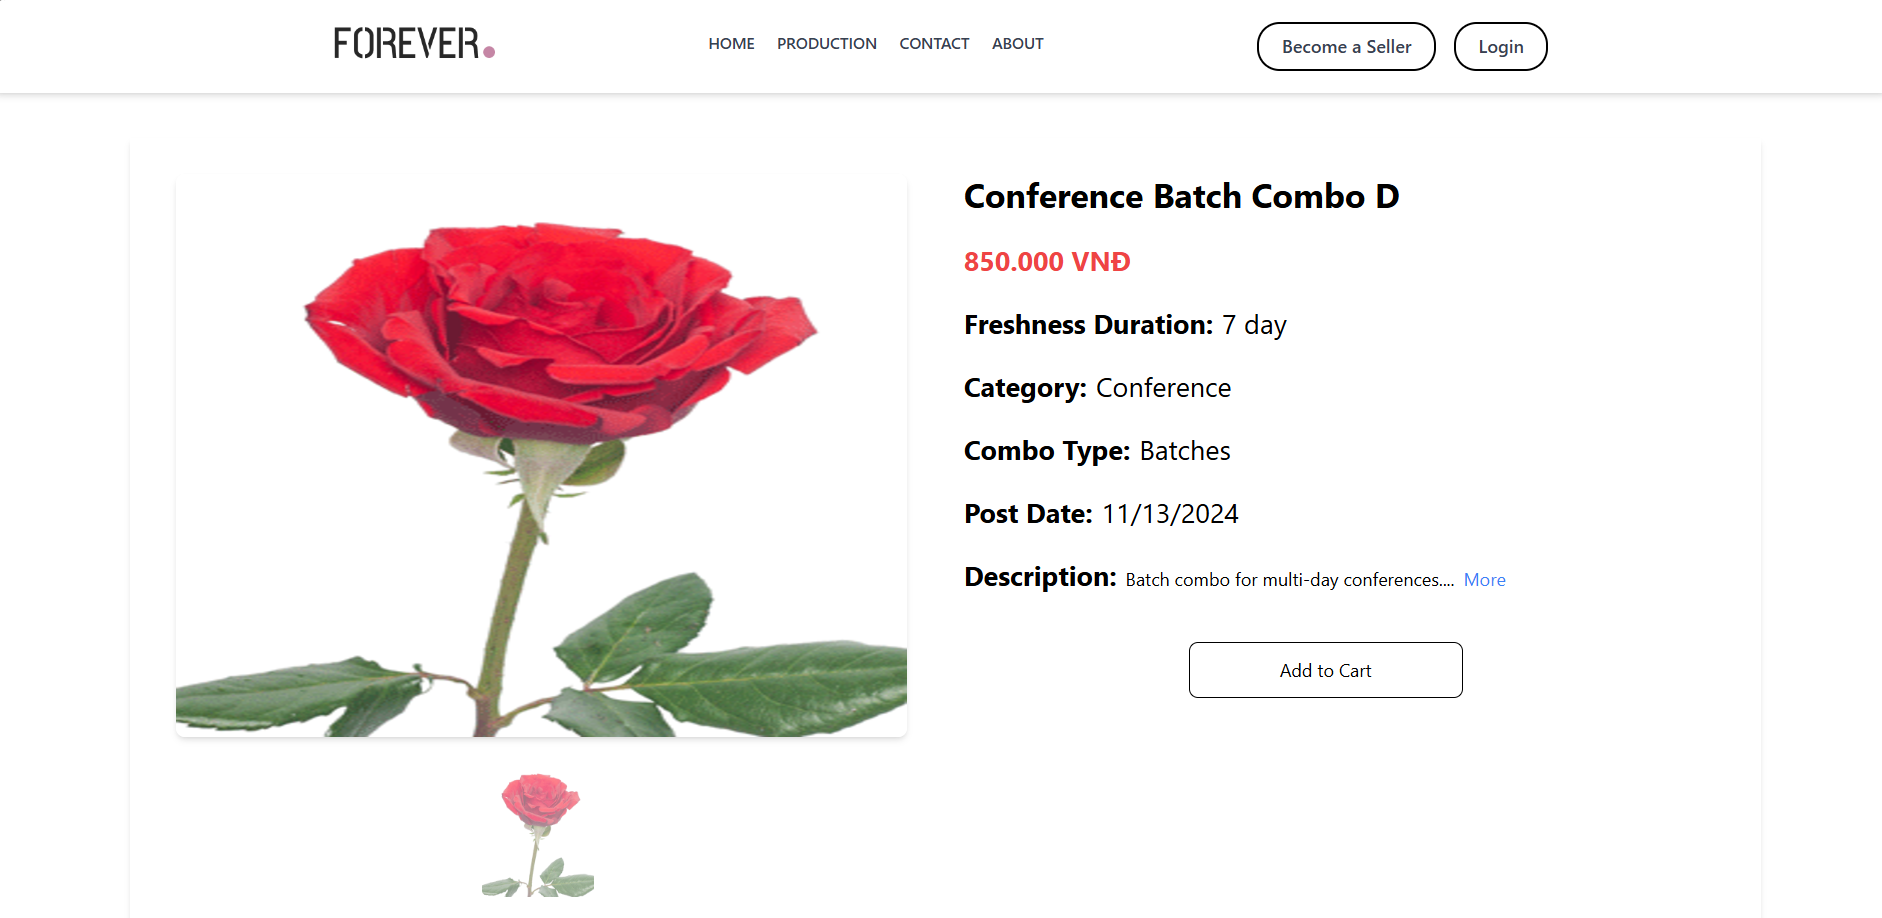 FOREVER.
HOME PRODUCTION CONTACT ABOUT
Become a Seller
Login
Conference Batch Combo D
850.000 VNĐ
Freshness Duration: 7 day
Category: Conference
Combo Type: Batches
Post Date: 11/13/2024
Description: Batch combo for multi-day conferences.... More
Add to Cart